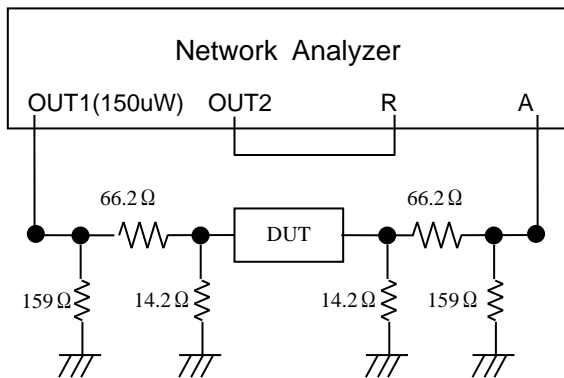 Network Analyzer
OUT1(150uW) OUT2 R A
66.2Ω 66.2Ω
DUT
159Ω 14.2Ω 14.2Ω 159Ω